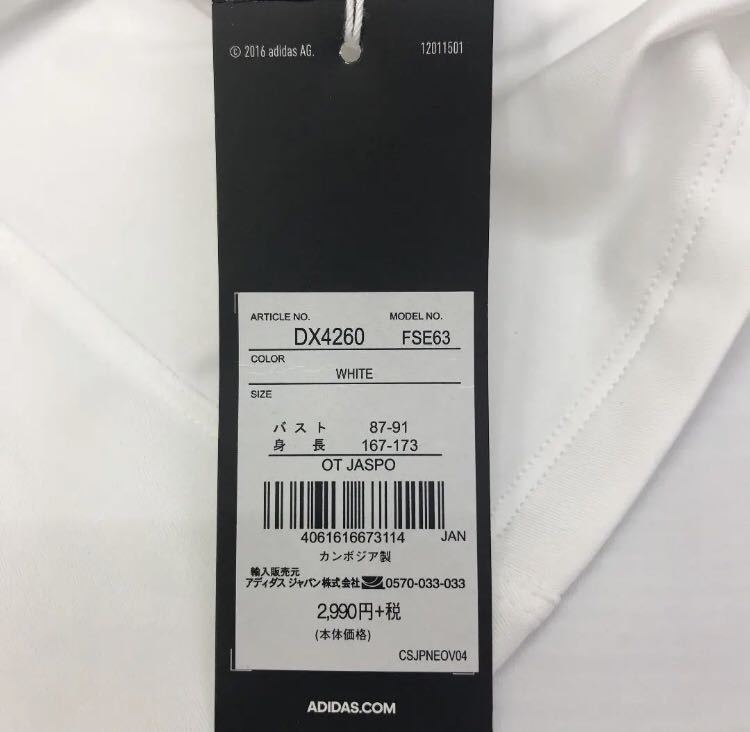 © 2016 adidas AG. 12011501
ARTICLE NO. MODEL NO.
DX4260 FSE63
COLOR
WHITE
SIZE
バスト 87-91
身長 167-173
OT JASPO
4061616673114 JAN
カンボジア製
輸入販売元
アディダス ジャパン株式会社 0570-033-033
2,990円+税
(本体価格)
CSJPNEOV04
ADIDAS.COM